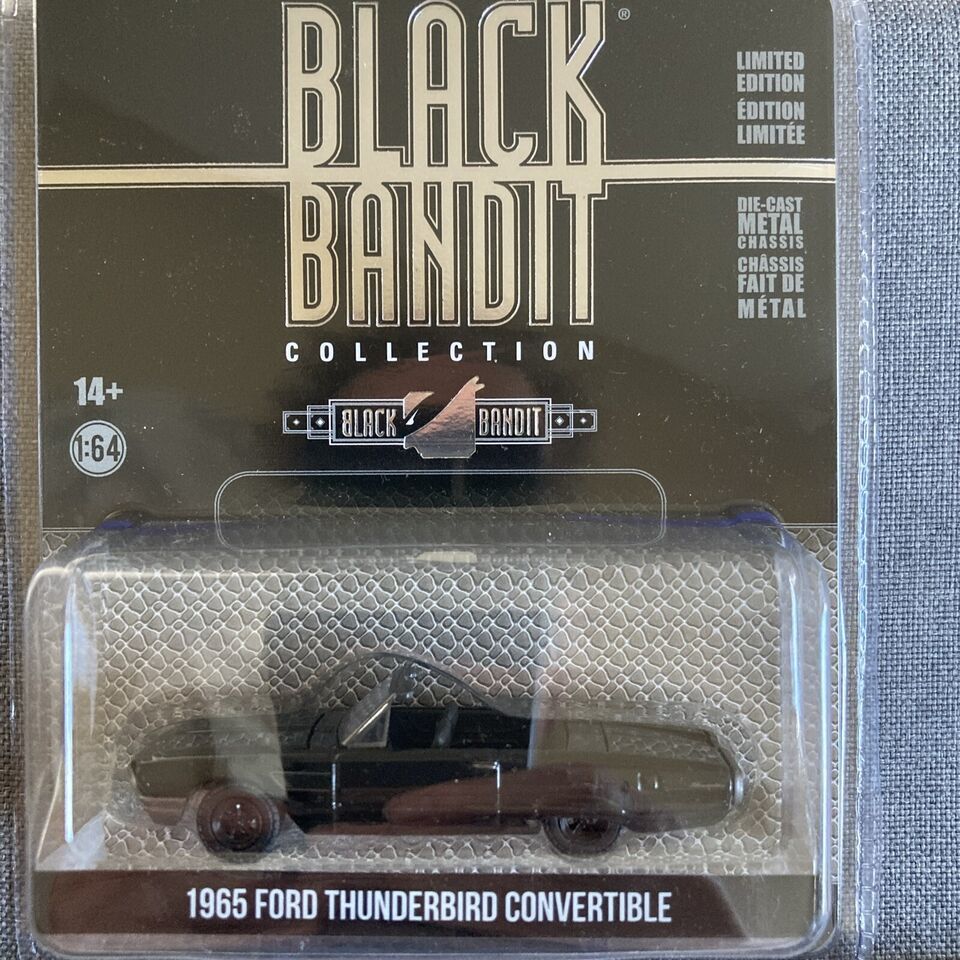 BLACK
BANDIT
®
COLLECTION
LIMITED
EDITION
ÉDITION
LIMITÉE
DIE-CAST
METAL
CHASSIS
CHÂSSIS
FAIT DE
MÉTAL
14+
1:64
BLACK BANDIT
1965 FORD THUNDERBIRD CONVERTIBLE